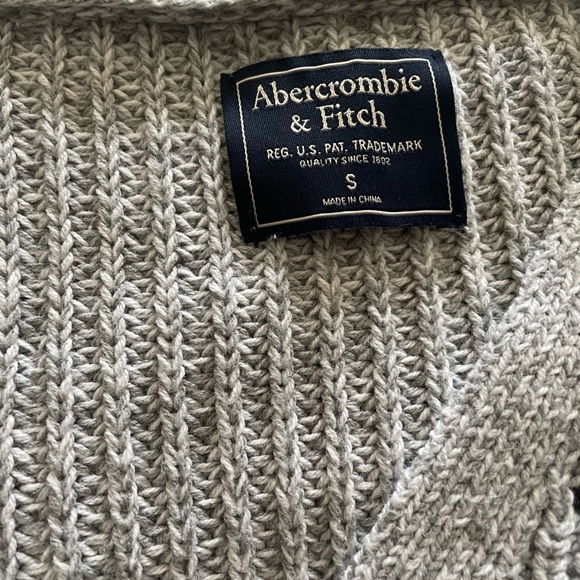 Abercrombie
& Fitch
REG. U.S. PAT. TRADEMARK
QUALITY SINCE 1892
S
MADE IN CHINA